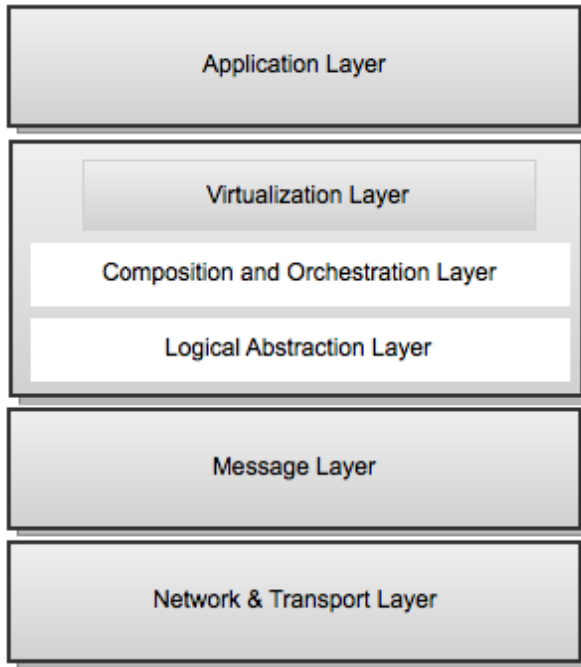 Application Layer
Virtualization Layer
Composition and Orchestration Layer
Logical Abstraction Layer
Message Layer
Network & Transport Layer